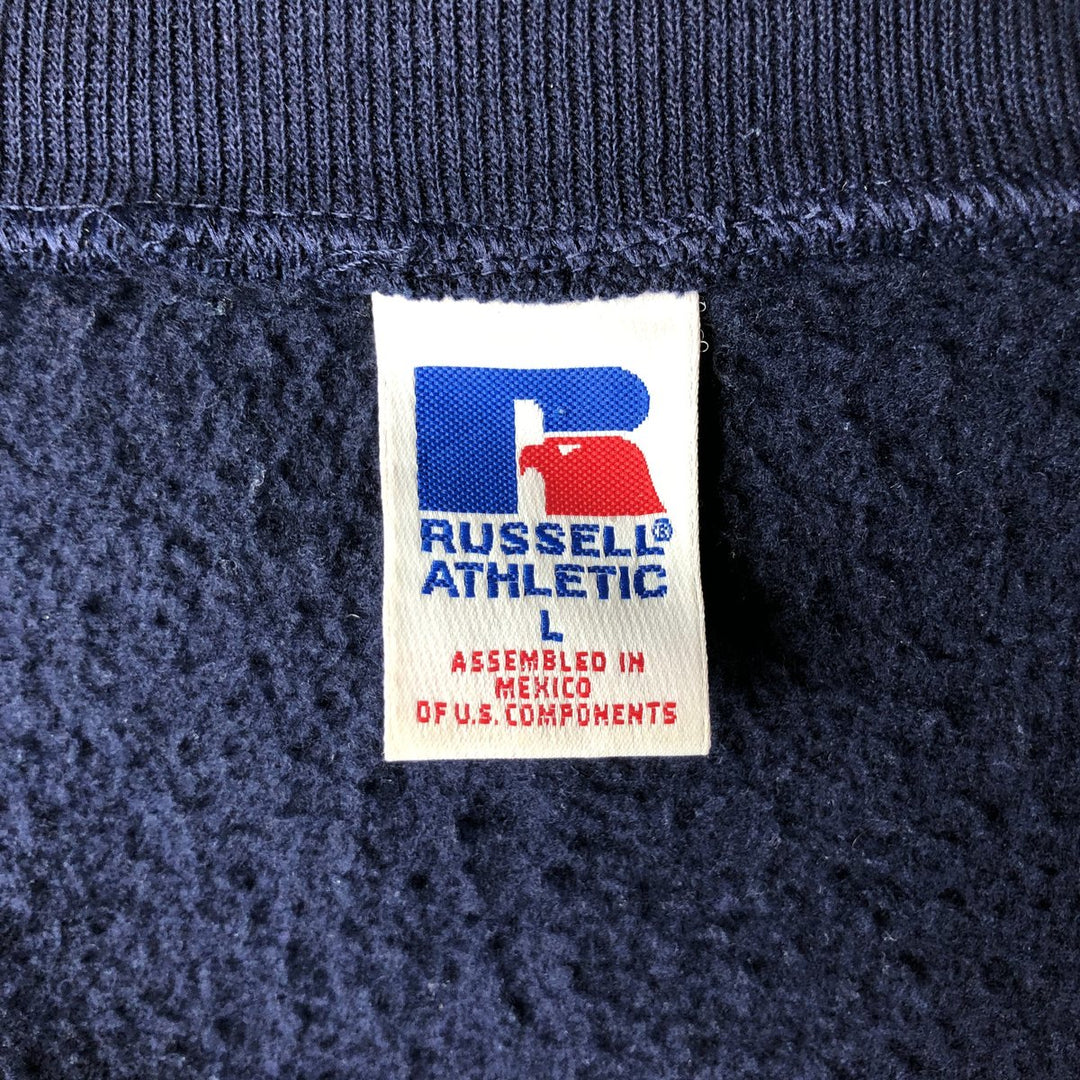 RUSSELL®
ATHLETIC
L
ASSEMBLED IN
MEXICO
OF U.S. COMPONENTS